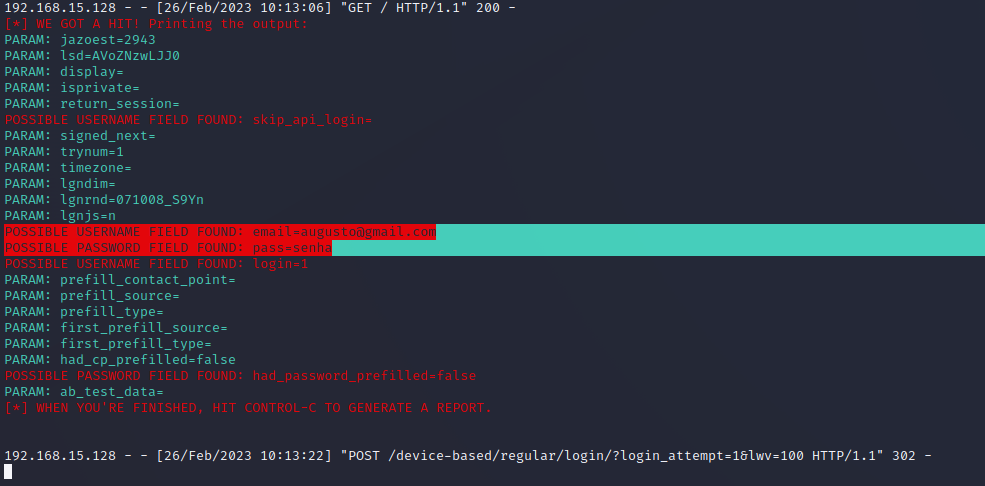 192.168.15.128 - - [26/Feb/2023 10:13:06] "GET / HTTP/1.1" 200 -
[*] WE GOT A HIT! Printing the output:
PARAM: jazoest=2943
PARAM: lsd=AVoZNzwLJJ0
PARAM: display=
PARAM: isprivate=
PARAM: return_session=
POSSIBLE USERNAME FIELD FOUND: skip_api_login=
PARAM: signed_next=
PARAM: trynum=1
PARAM: timezone=
PARAM: lgndim=
PARAM: lgnrnd=071008_S9Yn
PARAM: lgnjs=n
POSSIBLE USERNAME FIELD FOUND: email=augusto@gmail.com
POSSIBLE PASSWORD FIELD FOUND: pass=senha
POSSIBLE USERNAME FIELD FOUND: login=1
PARAM: prefill_contact_point=
PARAM: prefill_source=
PARAM: prefill_type=
PARAM: first_prefill_source=
PARAM: first_prefill_type=
PARAM: had_cp_prefilled=false
POSSIBLE PASSWORD FIELD FOUND: had_password_prefilled=false
PARAM: ab_test_data=
[*] WHEN YOU'RE FINISHED, HIT CONTROL-C TO GENERATE A REPORT.
192.168.15.128 - - [26/Feb/2023 10:13:22] "POST /device-based/regular/login/?login_attempt=1&lwv=100 HTTP/1.1" 302 -